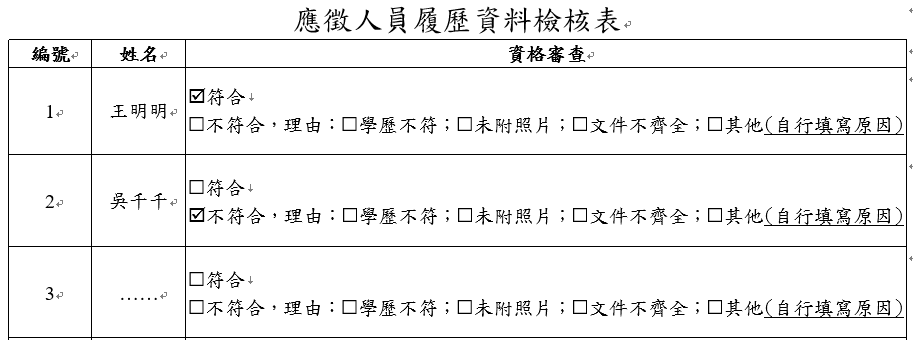 應徵人員履歷資料檢核表
編號 姓名 資格審查
1 王明明 ☑符合
☐不符合，理由：☐學歷不符；☐未附照片；☐文件不齊全；☐其他(自行填寫原因)
2 吳千千 ☐符合
☑不符合，理由：☐學歷不符；☐未附照片；☐文件不齊全；☐其他(自行填寫原因)
3 …… ☐符合
☐不符合，理由：☐學歷不符；☐未附照片；☐文件不齊全；☐其他(自行填寫原因)